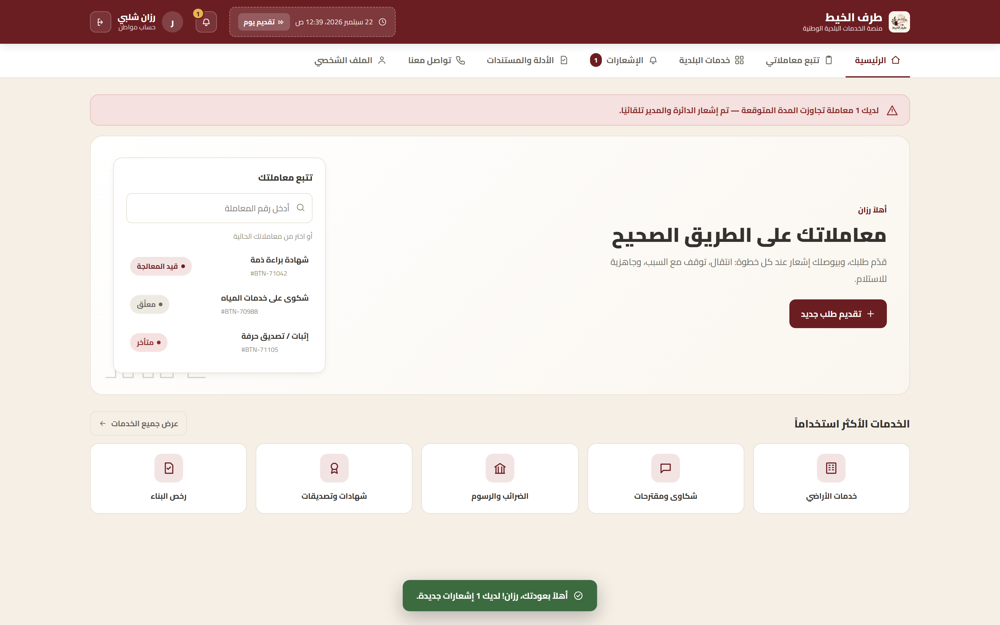 طرف الخيط
طرف الخيط
منصة الخدمات البلدية الوطنية
22 سبتمبر 2026، 12:39 ص
تقديم يوم
1
ر
رزان شلبي
حساب مواطن
الرئيسية
تتبع معاملاتي
خدمات البلدية
الإشعارات 1
الأدلة والمستندات
تواصل معنا
الملف الشخصي
لديك 1 معاملة تجاوزت المدة المتوقعة — تم إشعار الدائرة والمدير تلقائيًا.
أهلاً رزان
معاملاتك على الطريق الصحيح
قدّم طلبك، وبيوصلك إشعار عند كل خطوة: انتقال، توقف مع السبب، وجاهزية
للاستلام.
تقديم طلب جديد
تتبع معاملتك
أدخل رقم المعاملة
أو اختر من معاملاتك الحالية
شهادة براءة ذمة
#BTN-71042
قيد المعالجة
شكوى على خدمات المياه
#BTN-70988
معلَّق
إثبات / تصديق حرفة
#BTN-71105
متأخر
الخدمات الأكثر استخداماً
عرض جميع الخدمات
خدمات الأراضي
شكاوى ومقترحات
الضرائب والرسوم
شهادات وتصديقات
رخص البناء
أهلاً بعودتك، رزان! لديك 1 إشعارات جديدة.